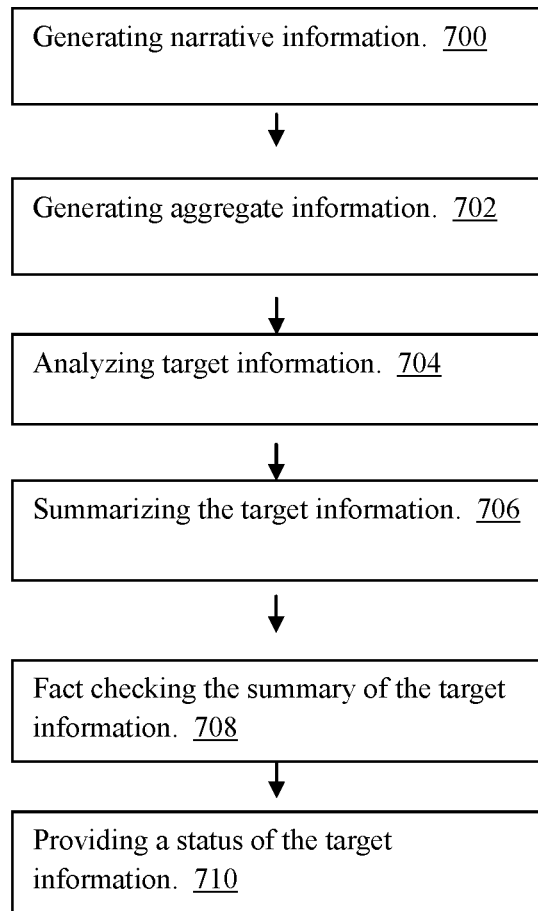 Generating narrative information. 700
Generating aggregate information. 702
Analyzing target information. 704
Summarizing the target information. 706
Fact checking the summary of the target
information. 708
Providing a status of the target
information. 710